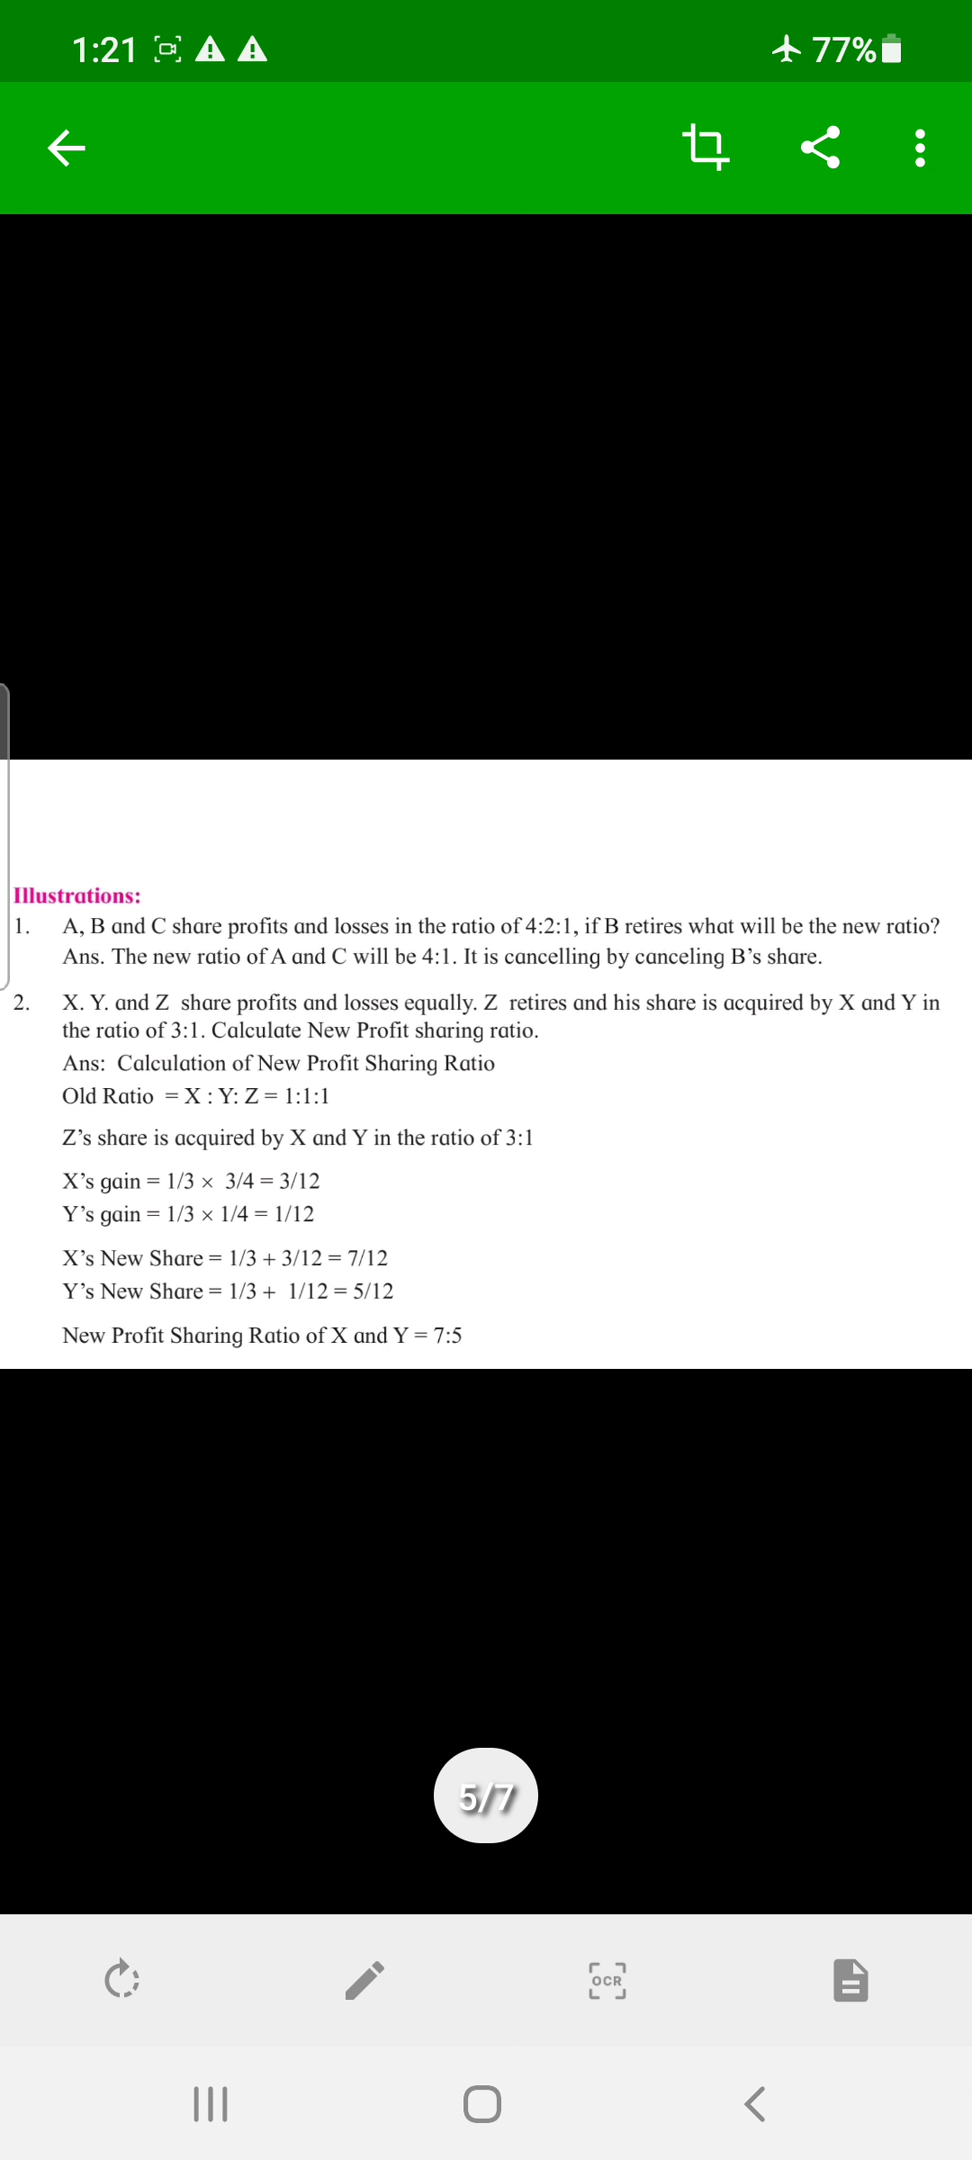 1:21
77%
Illustrations:
1. A, B and C share profits and losses in the ratio of 4:2:1, if B retires what will be the new ratio?
Ans. The new ratio of A and C will be 4:1. It is cancelling by canceling B’s share.
2. X. Y. and Z share profits and losses equally. Z retires and his share is acquired by X and Y in
the ratio of 3:1. Calculate New Profit sharing ratio.
Ans: Calculation of New Profit Sharing Ratio
Old Ratio = X : Y: Z = 1:1:1
Z’s share is acquired by X and Y in the ratio of 3:1
X’s gain = 1/3 × 3/4 = 3/12
Y’s gain = 1/3 × 1/4 = 1/12
X’s New Share = 1/3 + 3/12 = 7/12
Y’s New Share = 1/3 + 1/12 = 5/12
New Profit Sharing Ratio of X and Y = 7:5
5/7
OCR